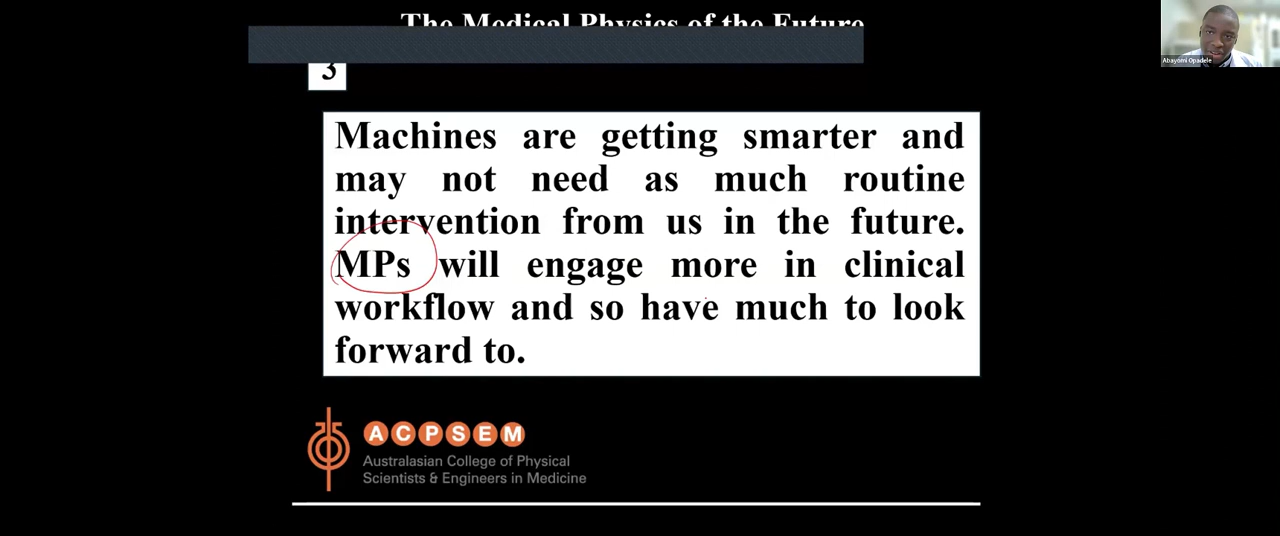 The Medical Physics of the Future
3
Abayomi Opadele
Machines are getting smarter and
may not need as much routine
intervention from us in the future.
MPs will engage more in clinical
workflow and so have much to look
forward to.
ACPSEM
Australasian College of Physical
Scientists & Engineers in Medicine